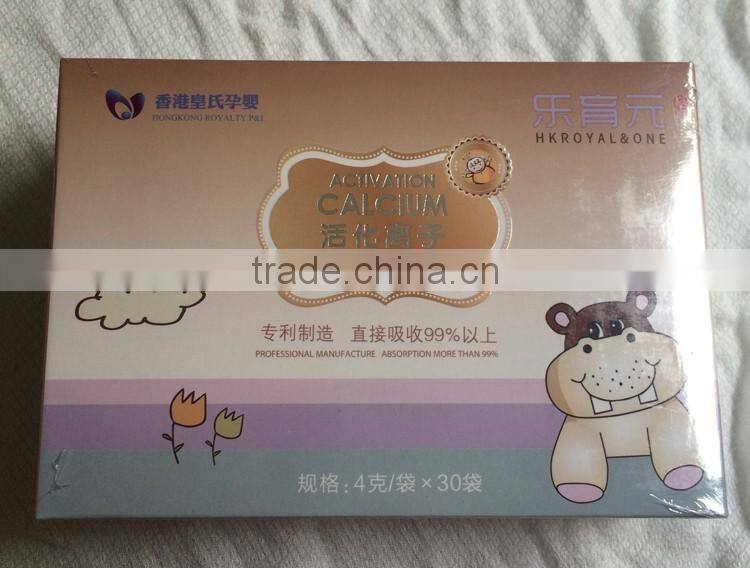 香港皇氏孕嬰
HONGKONG ROYALTY P&I
乐育元
HKROYAL&ONE
ACTIVATION
CALCIUM
活化离子
trade.china.cn
专利制造 直接吸收99%以上
PROFESSIONAL MANUFACTURE ABSORPTION MORE THAN 99%
规格:4克/袋×30袋